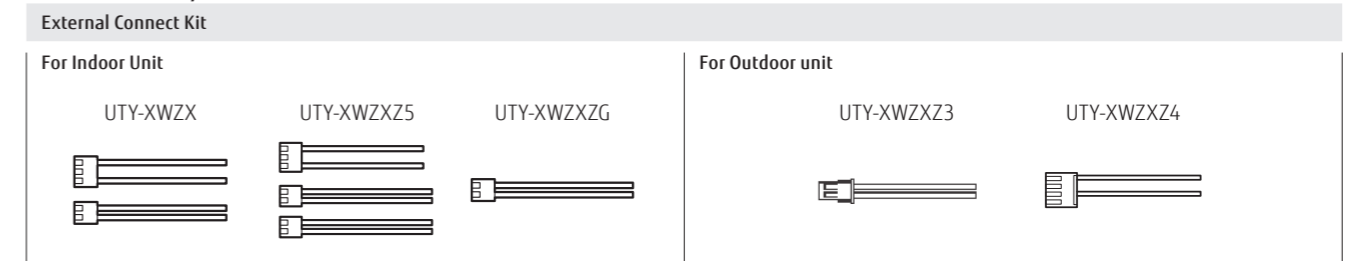 External Connect Kit
For Indoor Unit
For Outdoor unit
UTY-XWZX
UTY-XWZXZ5
UTY-XWZXZG
UTY-XWZXZ3
UTY-XWZXZ4